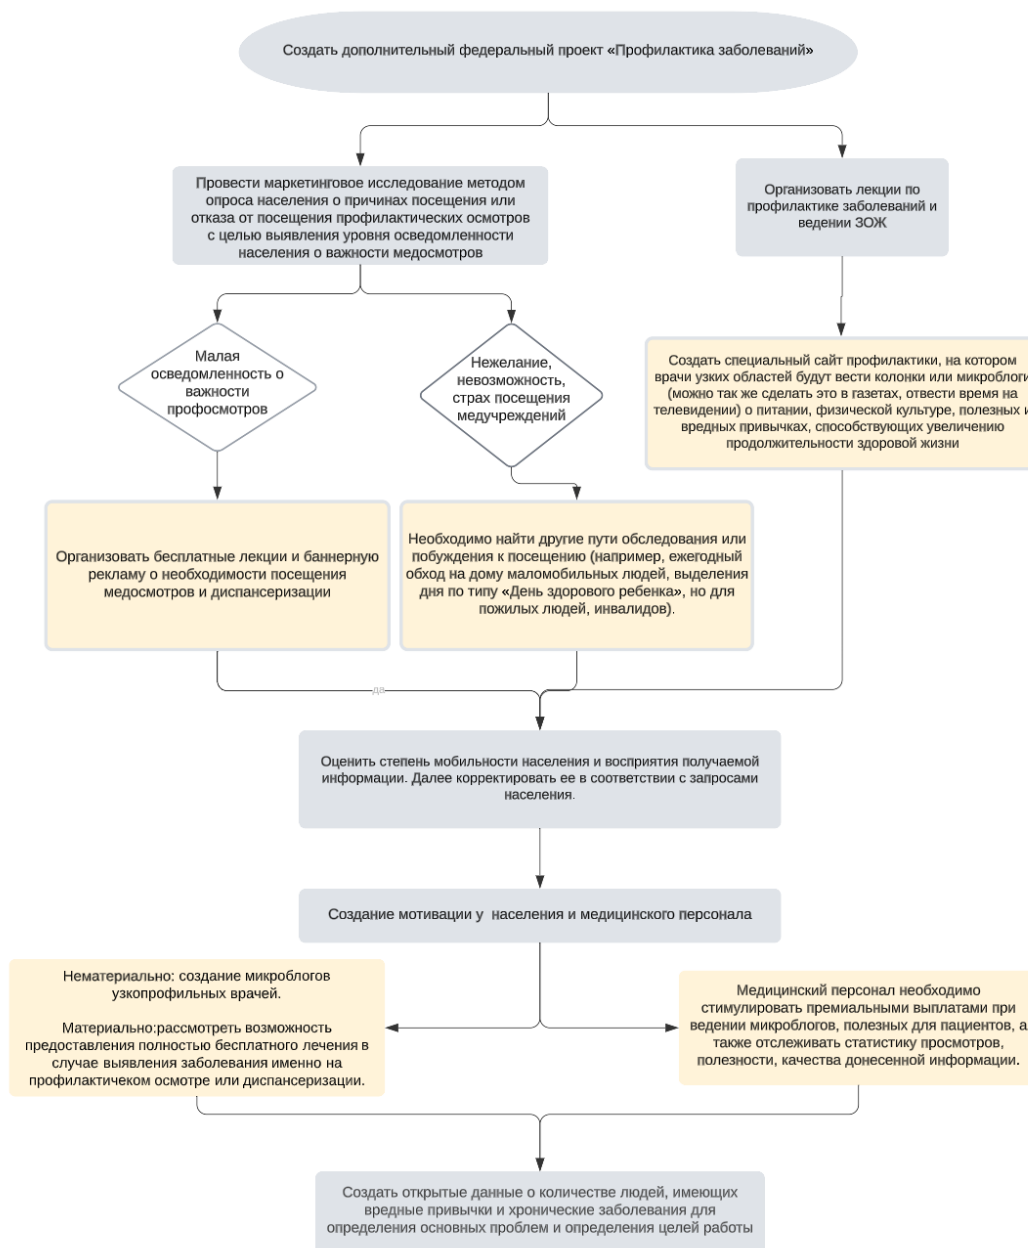 Создать дополнительный федеральный проект «Профилактика заболеваний»
Провести маркетинговое исследование методом
опроса населения о причинах посещения или
отказа от посещения профилактических осмотров
с целью выявления уровня осведомленности
населения о важности медосмотров
Организовать лекции по
профилактике заболеваний и
ведении ЗОЖ
Малая
осведомленность о
важности
профосмотров
Нежелание,
невозможность,
страх посещения
медучреждений
Создать специальный сайт профилактики, на котором
врачи узких областей будут вести колонки или микроблоги
(можно так же сделать это в газетах, отвести время на
телевидении) о питании, физической культуре, полезных и
вредных привычках, способствующих увеличению
продолжительности здоровой жизни
Организовать бесплатные лекции и баннерную
рекламу о необходимости посещения
медосмотров и диспансеризации
Необходимо найти другие пути обследования или
побуждения к посещению (например, ежегодный
обход на дому маломобильных людей, выделения
дня по типу «День здорового ребенка», но для
пожилых людей, инвалидов).
да
Оценить степень мобильности населения и восприятия получаемой
информации. Далее корректировать ее в соответствии с запросами
населения.
Создание мотивации у населения и медицинского персонала
Нематериально: создание микроблогов
узкопрофильных врачей.
Материально:рассмотреть возможность
предоставления полностью бесплатного лечения в
случае выявления заболевания именно на
профилактичеком осмотре или диспансеризации.
Медицинский персонал необходимо
стимулировать премиальными выплатами при
ведении микроблогов, полезных для пациентов, а
также отслеживать статистику просмотров,
полезности, качества донесенной информации.
Создать открытые данные о количестве людей, имеющих
вредные привычки и хронические заболевания для
определения основных проблем и определения целей работы